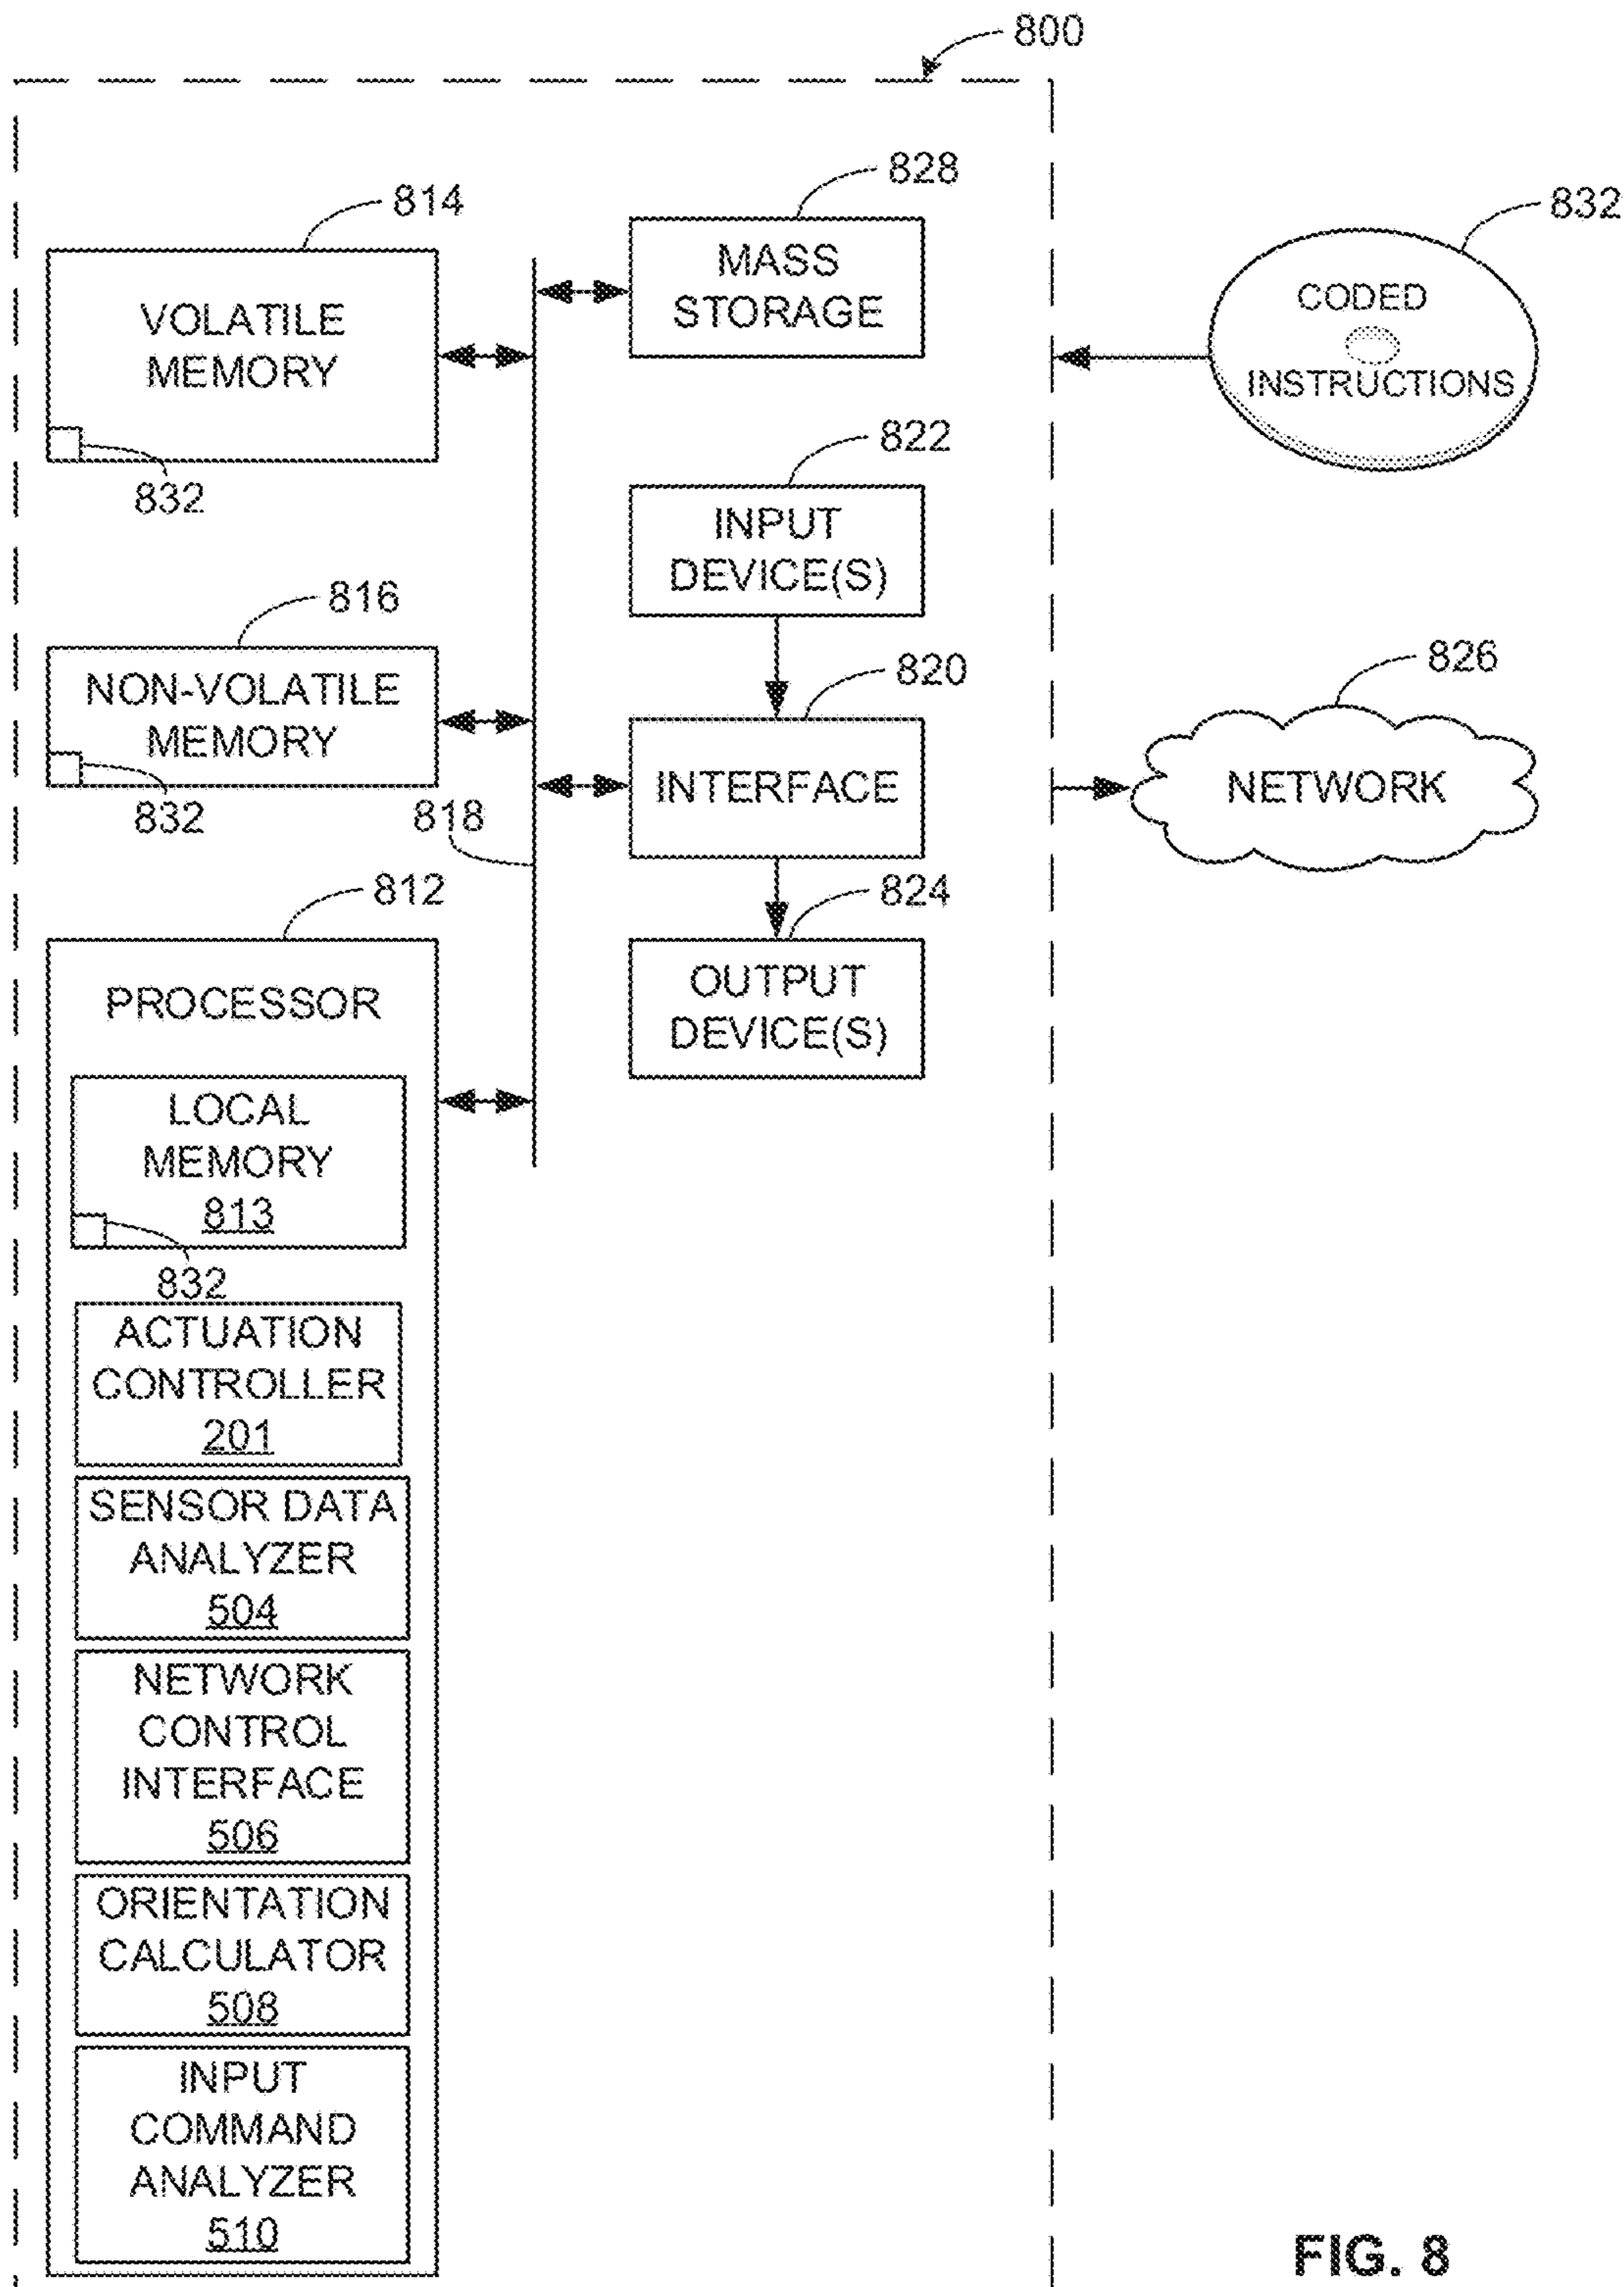 800
828
814
832
MASS
STORAGE
VOLATILE
MEMORY
CODED
INSTRUCTIONS
822
832
INPUT
DEVICE(S)
816
820
826
NON-VOLATILE
MEMORY
INTERFACE
NETWORK
832
818
812
824
PROCESSOR
OUTPUT
DEVICE(S)
LOCAL
MEMORY
813
832
ACTUATION
CONTROLLER
201
SENSOR DATA
ANALYZER
504
NETWORK
CONTROL
INTERFACE
506
ORIENTATION
CALCULATOR
508
INPUT
COMMAND
ANALYZER
510
FIG. 8